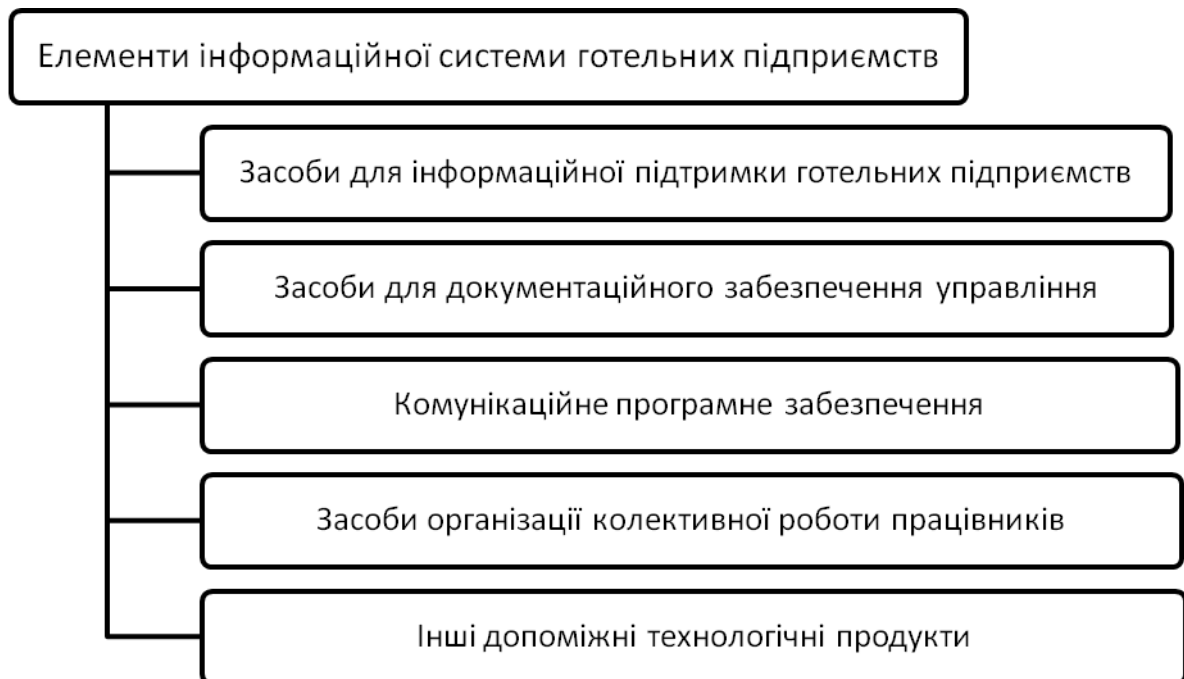 Елементи інформаційної системи готельних підприємств
Засоби для інформаційної підтримки готельних підприємств
Засоби для документаційного забезпечення управління
Комунікаційне програмне забезпечення
Засоби організації колективної роботи працівників
Інші допоміжні технологічні продукти